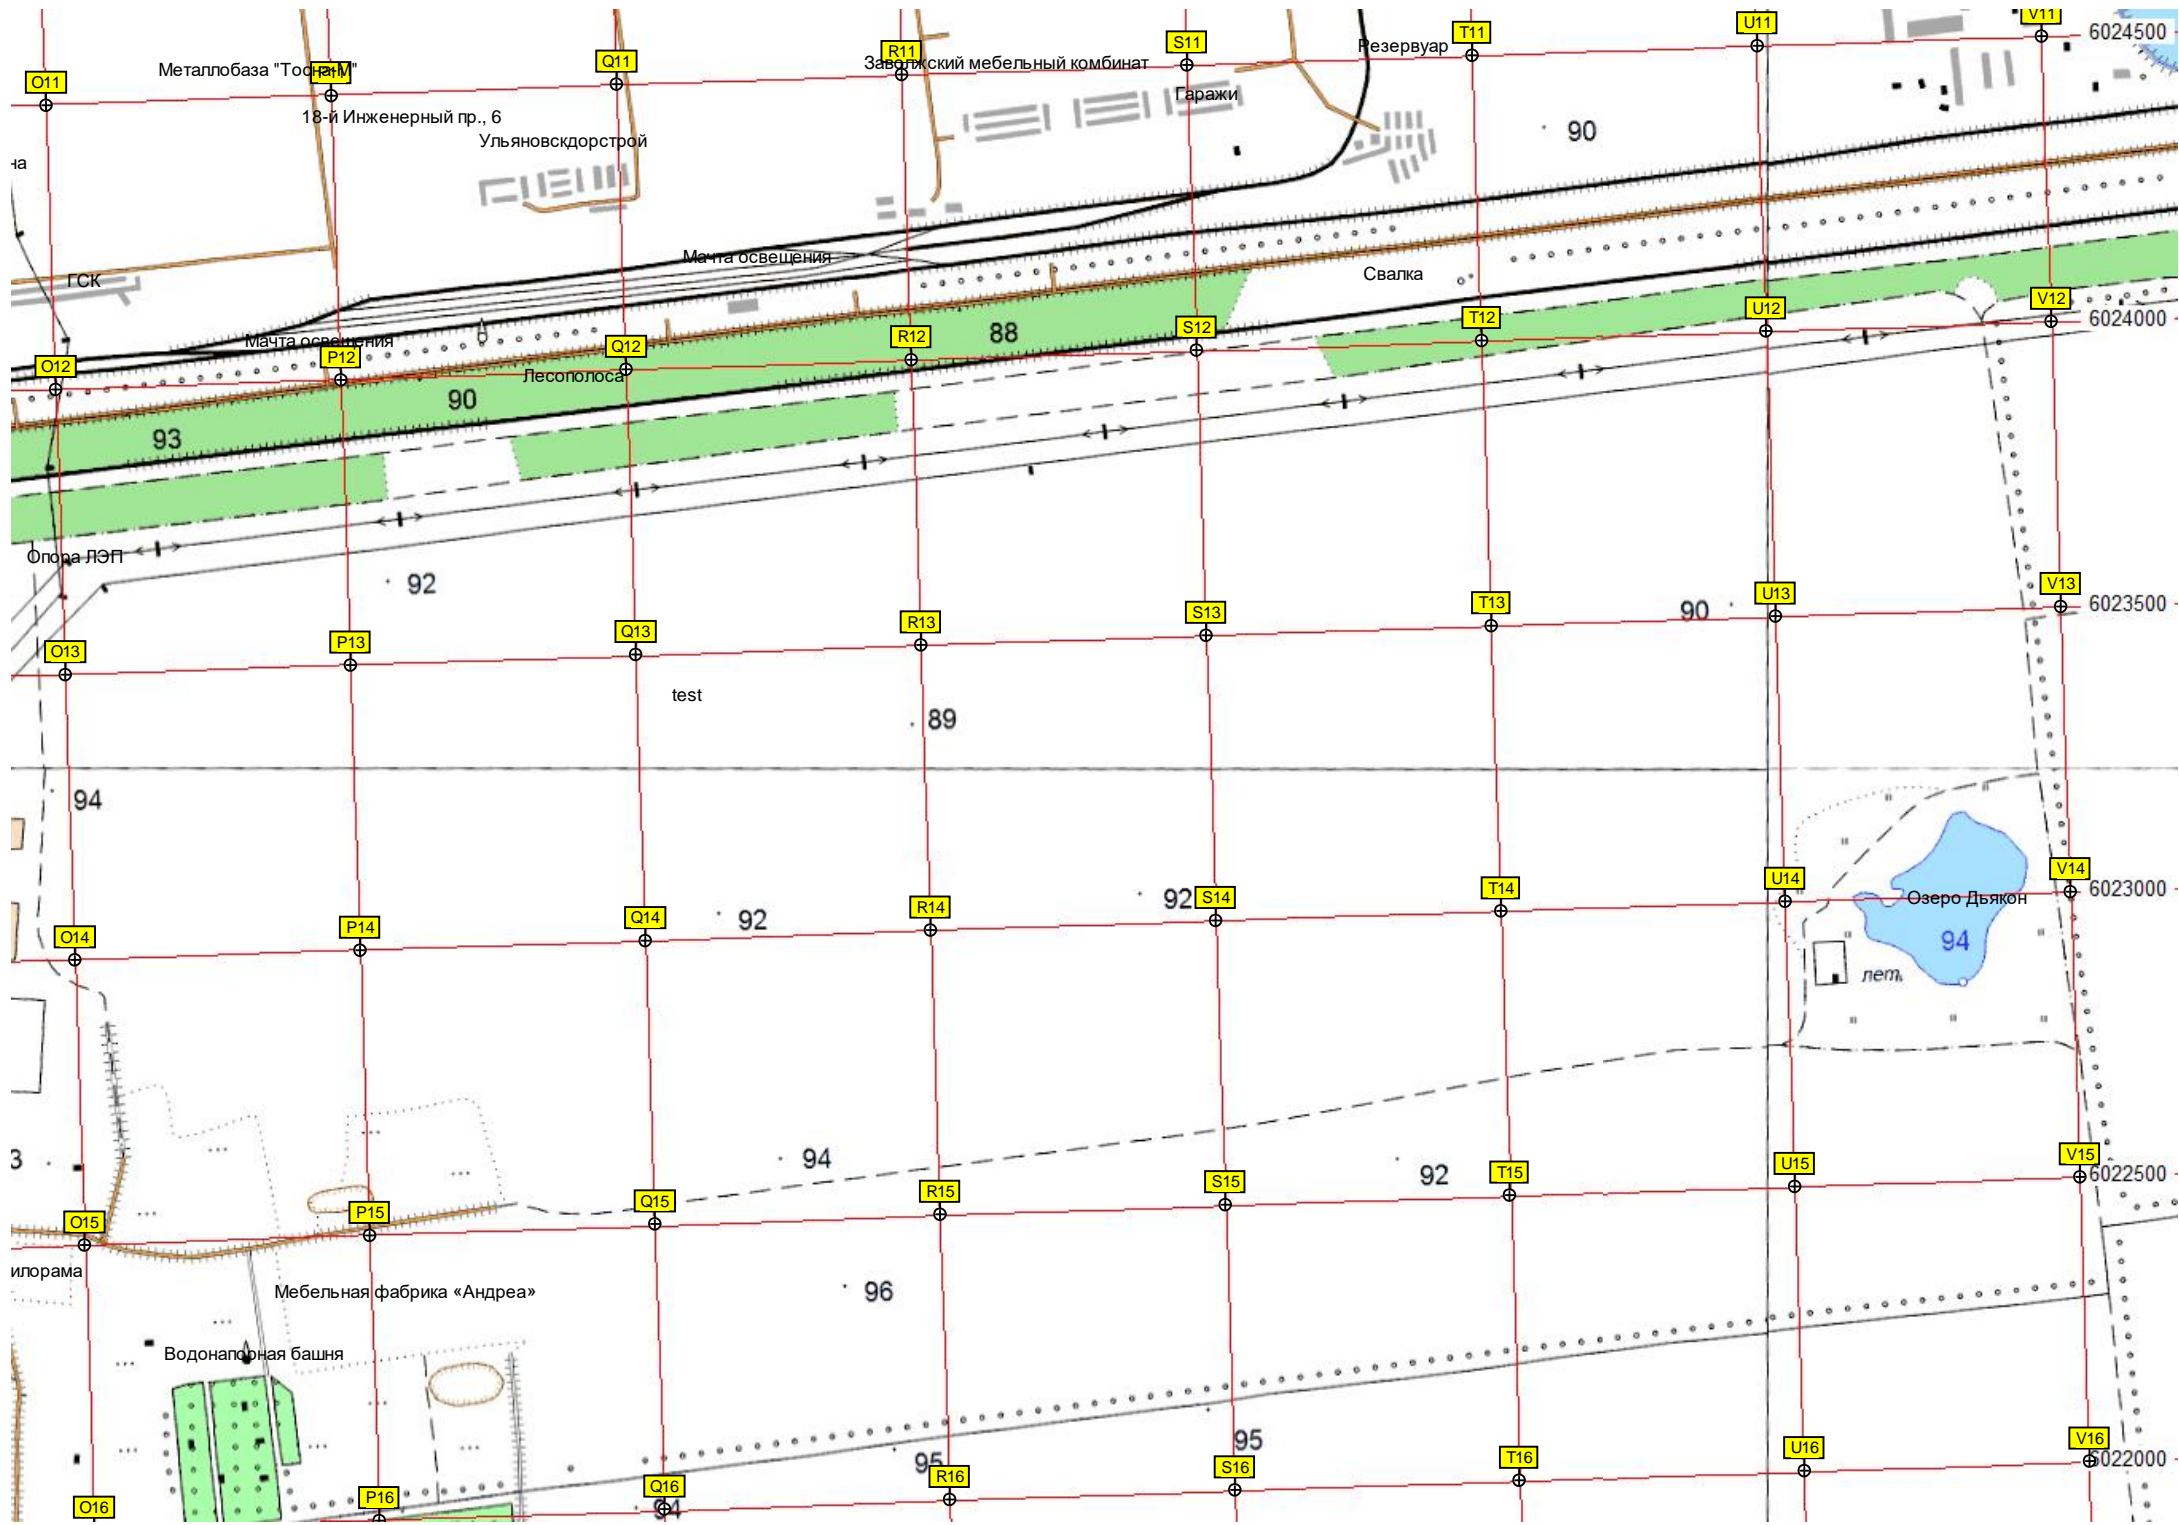 V11
6024500
U11
T11
Резервуар
S11
R11
Заволжский мебельный комбинат
Q11
Металлобаза "Тосна-М"
O11
Гаражи
18-й Инженерный пр., 6
90
Ульяновскдорстрой
на
Мачта освещения
Свалка
ГСК
V12
U12
6024000
T12
S12
88
R12
Мачта освещения
Q12
P12
O12
Лесополоса
90
93
Опора ЛЭП
92
V13
6023500
U13
90
T13
S13
R13
Q13
P13
O13
test
89
94
V14
6023000
U14
Озеро Дьякон
T14
S14
92
R14
92
Q14
P14
O14
94
лет.
V15
6022500
U15
T15
92
94
3
S15
R15
Q15
P15
O15
илорама
Мебельная фабрика «Андреа»
96
Водонапорная башня
V16
6022000
U16
T16
95
S16
95
R16
Q16
94
P16
O16